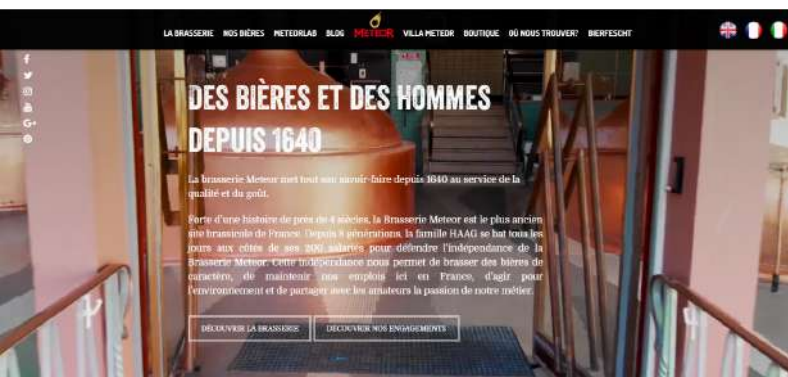 LA BRASSERIE NOS BIÈRES METEORLAB BLOG METEOR VILLA METEOR BOUTIQUE OÙ NOUS TROUVER? BIERFESCHT
DES BIÈRES ET DES HOMMES
DEPUIS 1640
La brasserie Meteor met tout son savoir-faire depuis 1640 au service de la
qualité et du goût.
Forte d'une histoire de près de 4 siècles, la Brasserie Meteor est le plus ancien
site brassicole de France. Depuis 8 générations, la famille HAAG se bat tous les
jours aux côtés de ses 200 salariés pour défendre l'indépendance de la
Brasserie Meteor. Cette indépendance nous permet de brasser des bières de
caractère, de maintenir nos emplois ici en France, d'agir pour
l'environnement et de partager avec les amateurs la passion de notre métier.
DÉCOUVRIR LA BRASSERIE DÉCOUVRIR NOS ENGAGEMENTS